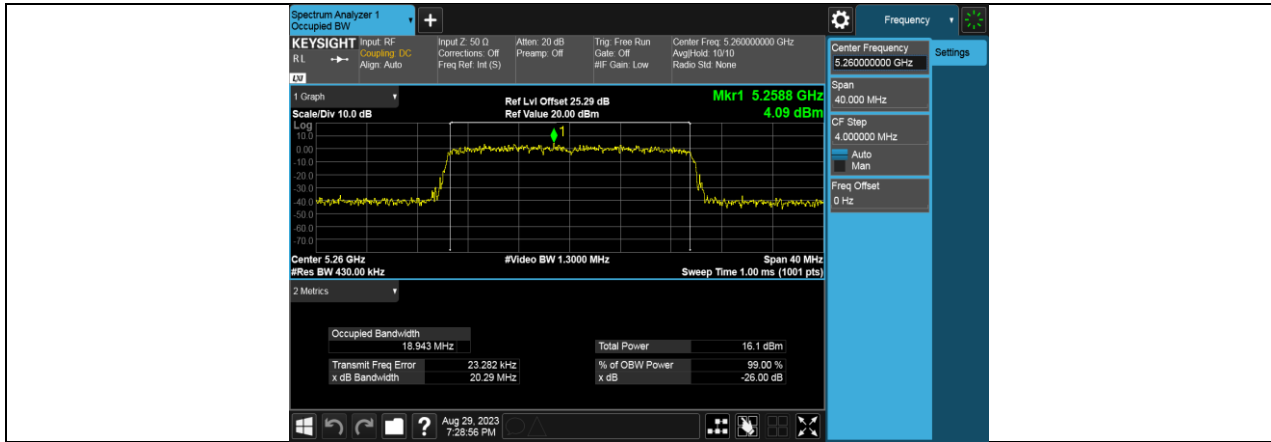 Spectrum Analyzer 1
Occupied BW
Frequency
KEYSIGHT
R L
LXI
Input: RF
Coupling: DC
Align: Auto
Input Z: 50 Ω
Corrections: Off
Freq Ref: Int (S)
Atten: 20 dB
Preamp: Off
Trig: Free Run
Gate: Off
#IF Gain: Low
Center Freq: 5.260000000 GHz
Avg|Hold: 10/10
Radio Std: None
Center Frequency
5.260000000 GHz
Settings
Span
40.000 MHz
CF Step
4.000000 MHz
Auto
Man
Freq Offset
0 Hz
1 Graph
Scale/Div 10.0 dB
Ref Lvl Offset 25.29 dB
Ref Value 20.00 dBm
Mkr1 5.2588 GHz
4.09 dBm
Log
10.0
0.00
-10.0
-20.0
-30.0
-40.0
-50.0
-60.0
-70.0
1
Center 5.26 GHz
#Video BW 1.3000 MHz
Span 40 MHz
#Res BW 430.00 kHz
Sweep Time 1.00 ms (1001 pts)
2 Metrics
Occupied Bandwidth
18.943 MHz
Total Power 16.1 dBm
Transmit Freq Error 23.282 kHz
% of OBW Power 99.00 %
x dB Bandwidth 20.29 MHz
x dB -26.00 dB
?
Aug 29, 2023
7:28:56 PM